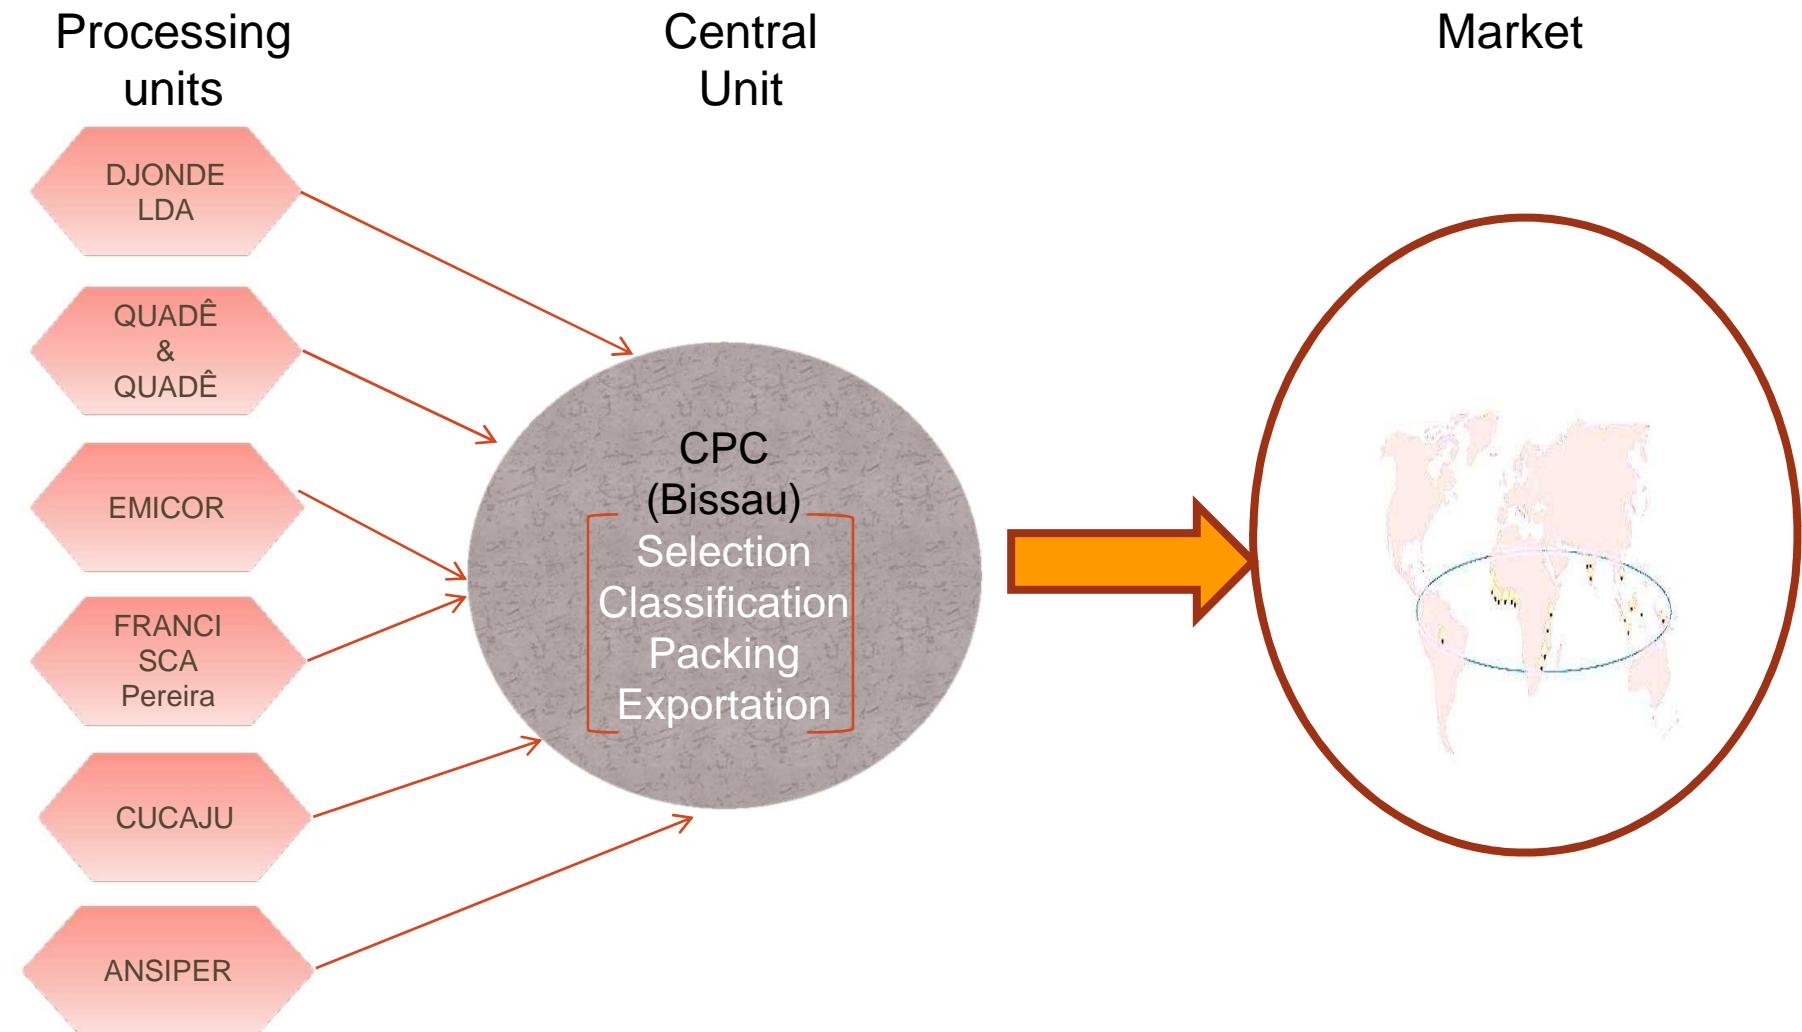 Processing
units
Central
Unit
Market
DJONDE
LDA
QUADÊ
&
QUADÊ
EMICOR
FRANCI
SCA
Pereira
CUCAJU
ANSIPER
CPC
(Bissau)
Selection
Classification
Packing
Exportation